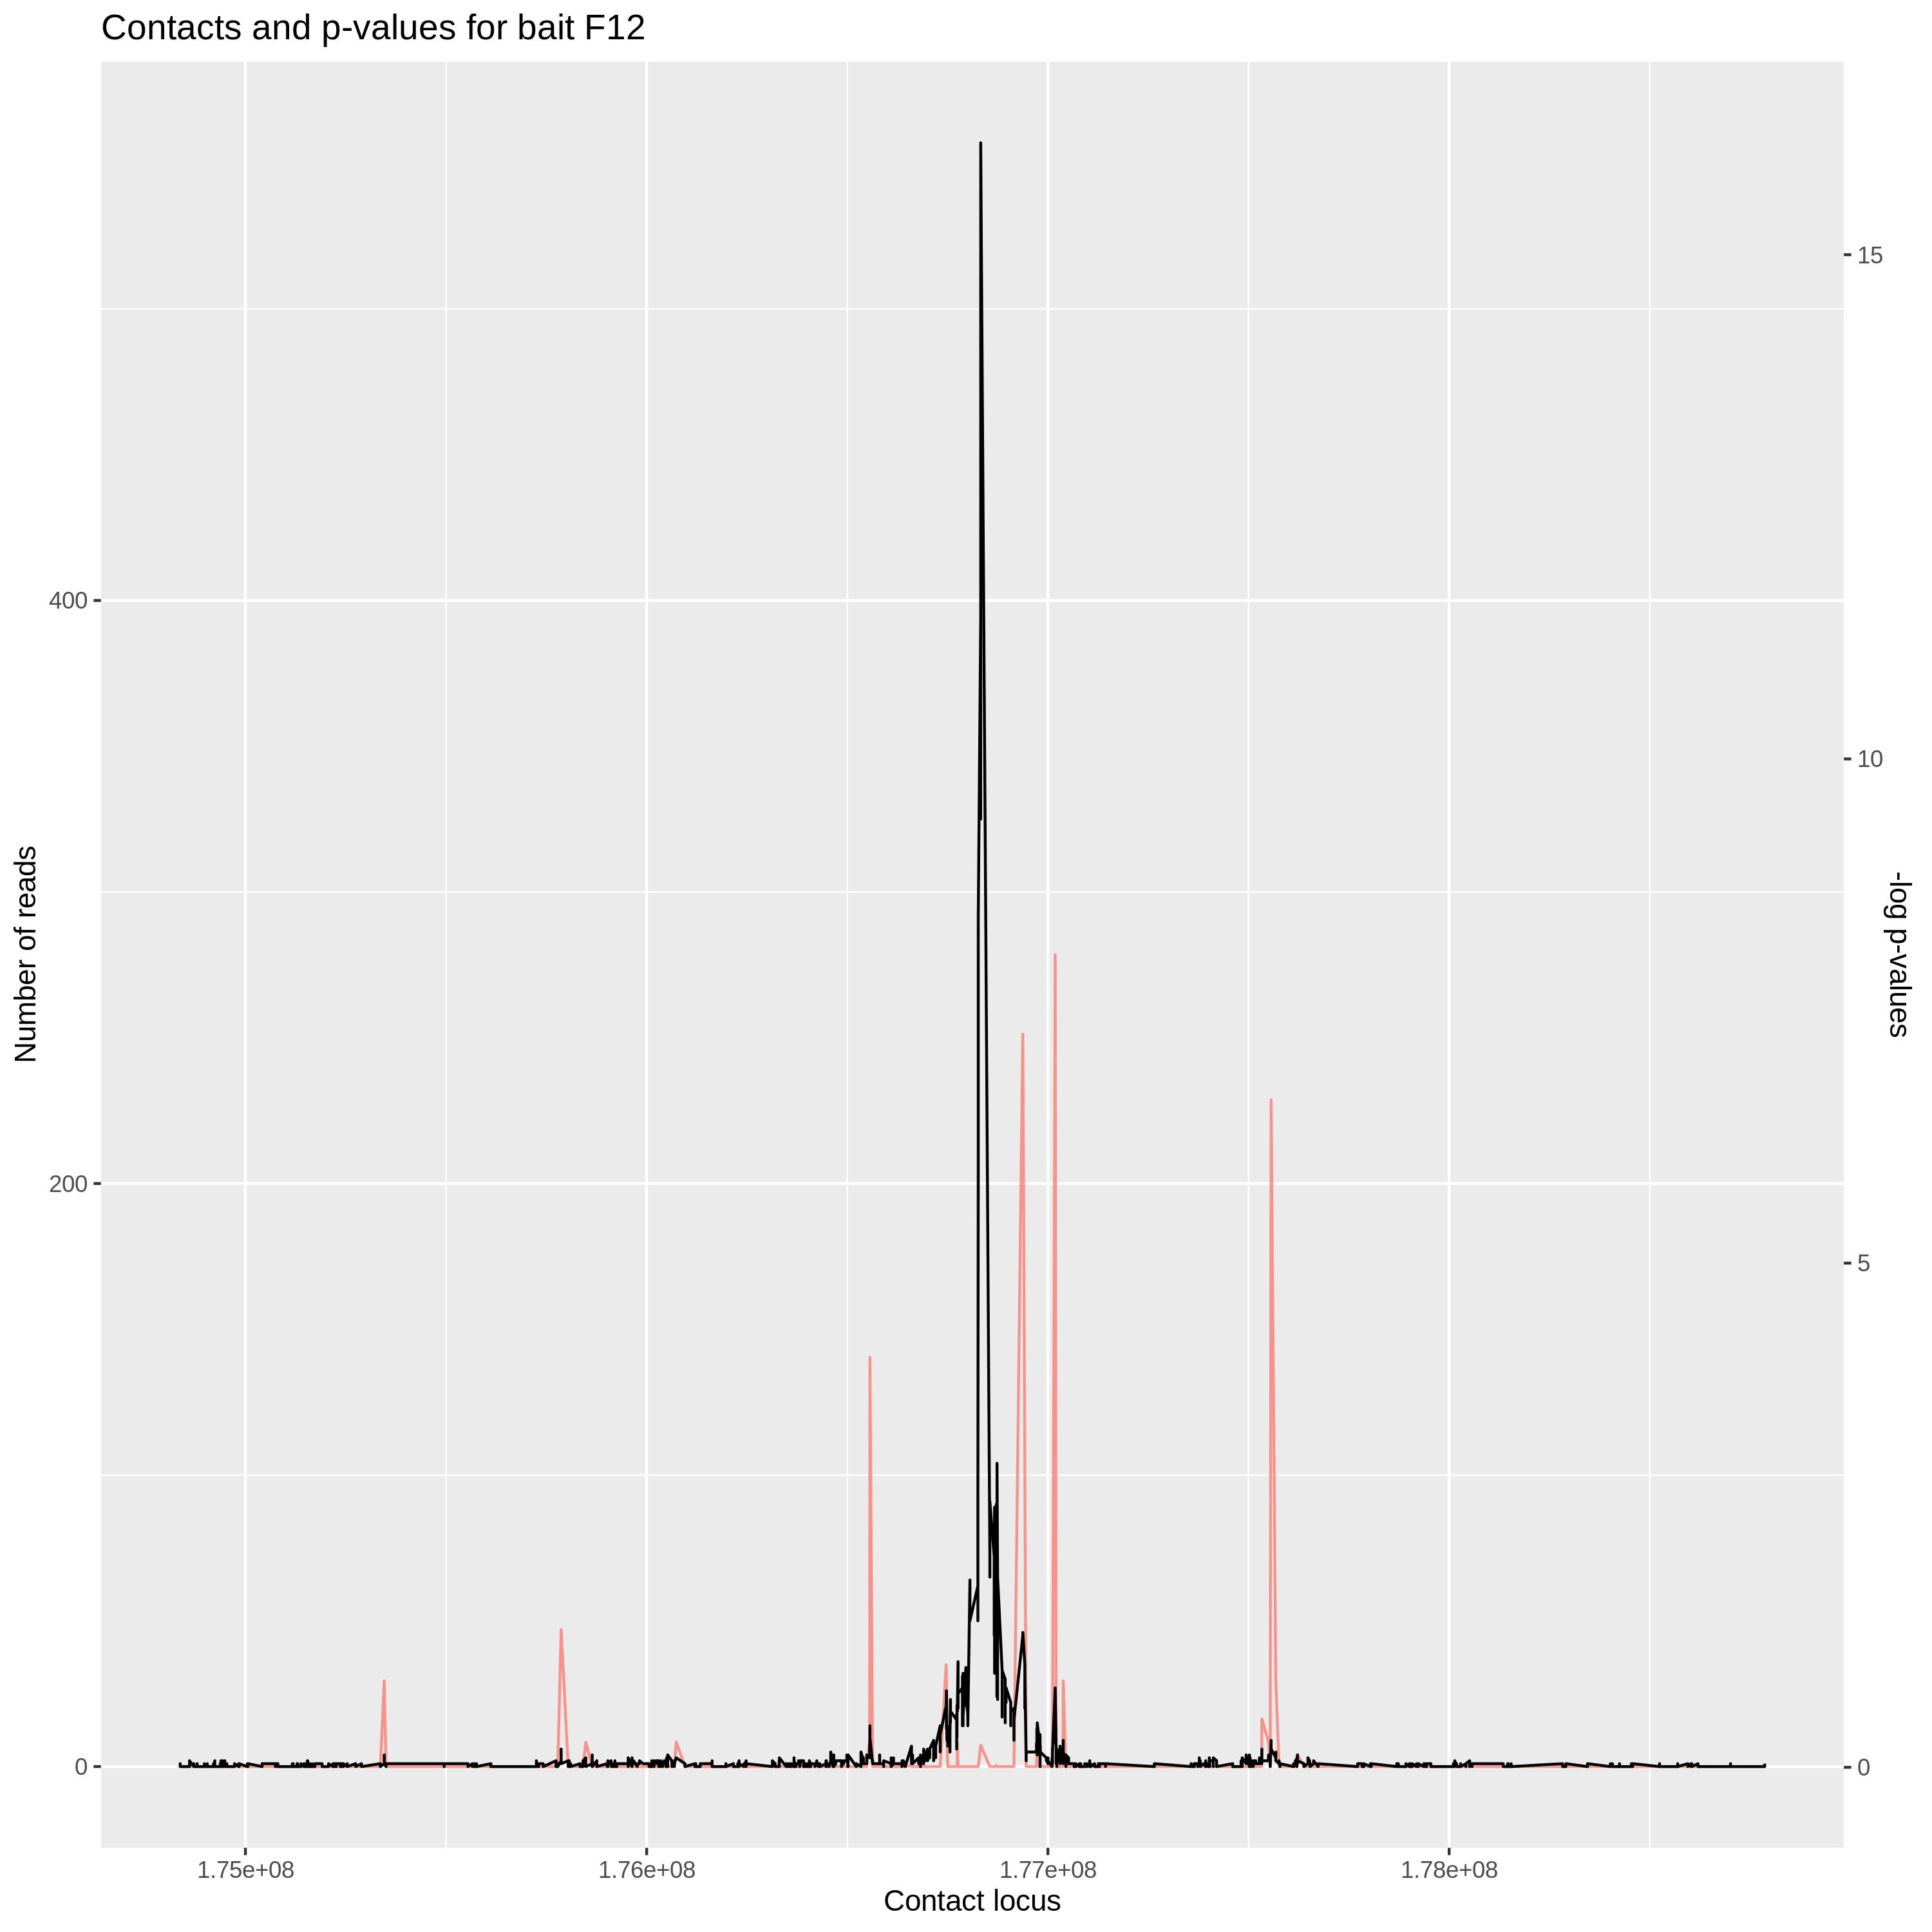 Contacts and p-values for bait F12
15
400
10
Number of reads
-log p-values
200
5
0
0
1.75e+08 1.76e+08 1.77e+08 1.78e+08
Contact locus